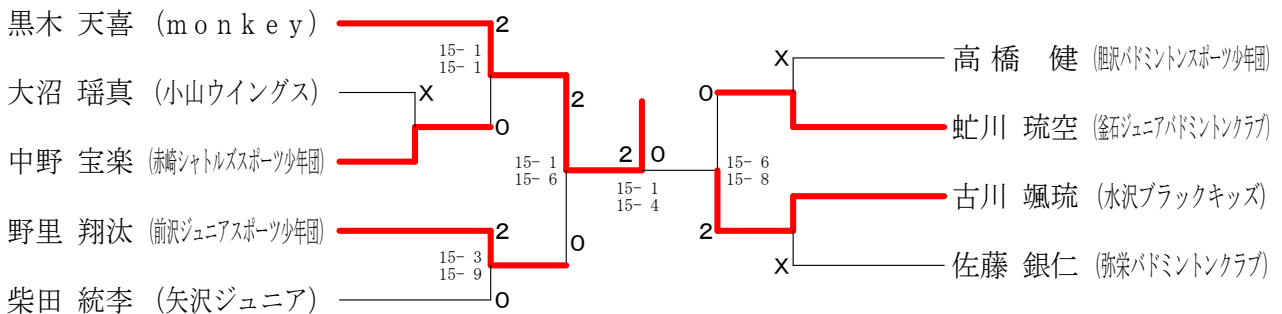 黒木 天喜 (ｍｏｎｋｅｙ)
2
15- 1
15- 1
大沼 瑶真 (小山ウイングス)
X
0
中野 宝楽 (赤崎シャトルズスポーツ少年団)
2
15- 1
15- 6
野里 翔汰 (前沢ジュニアスポーツ少年団)
2
15- 3
15- 9
0
柴田 統李 (矢沢ジュニア)
0
2 0
15- 1
15- 4
X
高橋 健 (胆沢バドミントンスポーツ少年団)
0
虻川 琉空 (釜石ジュニアバドミントンクラブ)
15- 6
15- 8
古川 颯琉 (水沢ブラックキッズ)
2
X
佐藤 銀仁 (弥栄バドミントンクラブ)